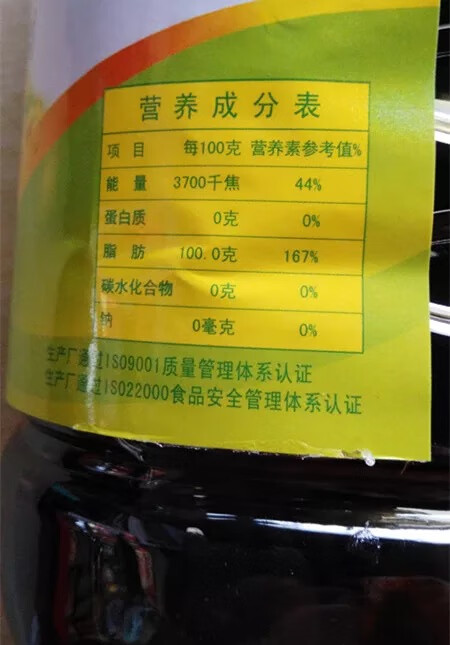 营养成分表
项 目 每100克 营养素参考值%
能 量 3700千焦 44%
蛋白质 0克 0%
脂 肪 100.0克 167%
碳水化合物 0克 0%
钠 0毫克 0%
生产厂通过ISO9001质量管理体系认证
生产厂通过ISO22000食品安全管理体系认证